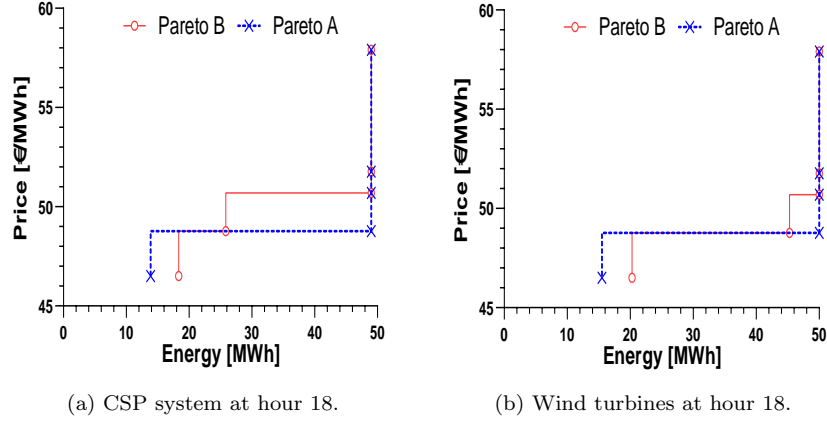 Pareto B Pareto A
Price [€/MWh]
60
55
50
45
0 10 20 30 40 50
Energy [MWh]
(a) CSP system at hour 18.
Pareto B Pareto A
Price [€/MWh]
60
55
50
45
0 10 20 30 40 50
Energy [MWh]
(b) Wind turbines at hour 18.